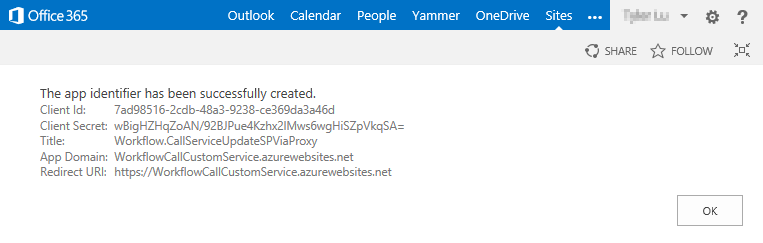 Office 365 Outlook Calendar People Yammer OneDrive Sites ... ?
SHARE FOLLOW
The app identifier has been successfully created.
Client Id: 7ad98516-2cdb-48a3-9238-ce369da3a46d
Client Secret: wBigHZHqZoAN/92BJPue4Kzhx2IMws6wgHiSZpVkqSA=
Title: Workflow.CallServiceUpdateSPViaProxy
App Domain: WorkflowCallCustomService.azurewebsites.net
Redirect URI: https://WorkflowCallCustomService.azurewebsites.net
OK